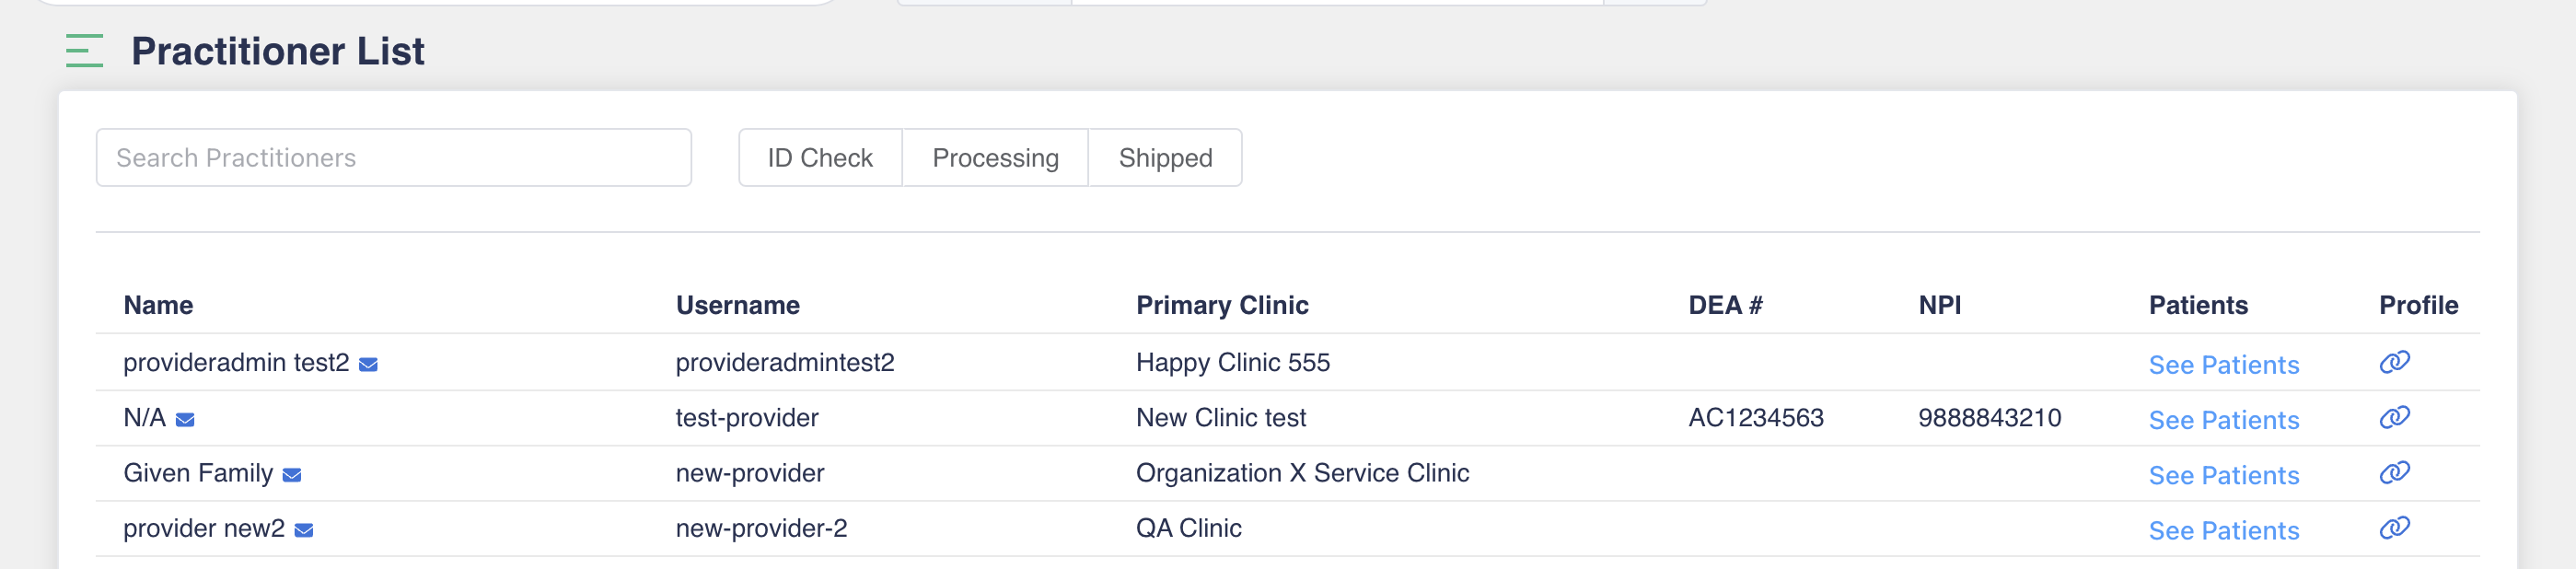 Practitioner List
Search Practitioners ID Check Processing Shipped
Name Username Primary Clinic DEA # NPI Patients Profile
provideradmin test2 provideradmintest2 Happy Clinic 555 See Patients
N/A test-provider New Clinic test AC1234563 9888843210 See Patients
Given Family new-provider Organization X Service Clinic See Patients
provider new2 new-provider-2 QA Clinic See Patients